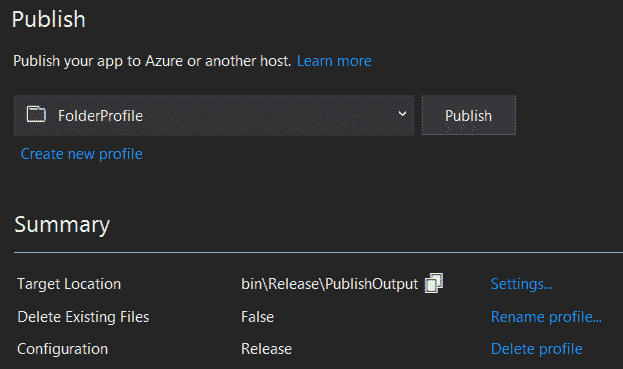 Publish
Publish your app to Azure or another host. Learn more
FolderProfile
Publish
Create new profile
Summary
Target Location bin\Release\PublishOutput Settings...
Delete Existing Files False Rename profile...
Configuration Release Delete profile